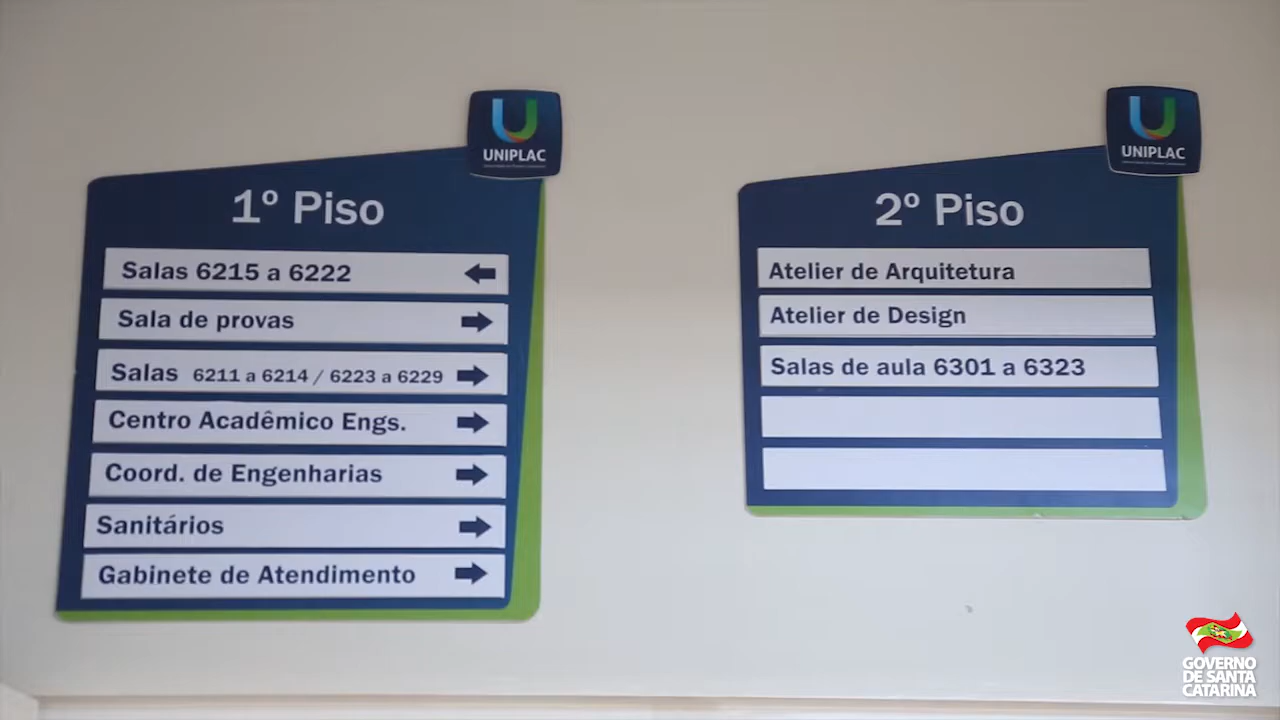 UNIPLAC
1º Piso
Salas 6215 a 6222
Sala de provas
Salas 6211 a 6214 / 6223 a 6229
Centro Acadêmico Engs.
Coord. de Engenharias
Sanitários
Gabinete de Atendimento
UNIPLAC
2º Piso
Atelier de Arquitetura
Atelier de Design
Salas de aula 6301 a 6323
GOVERNO
DE SANTA
CATARINA